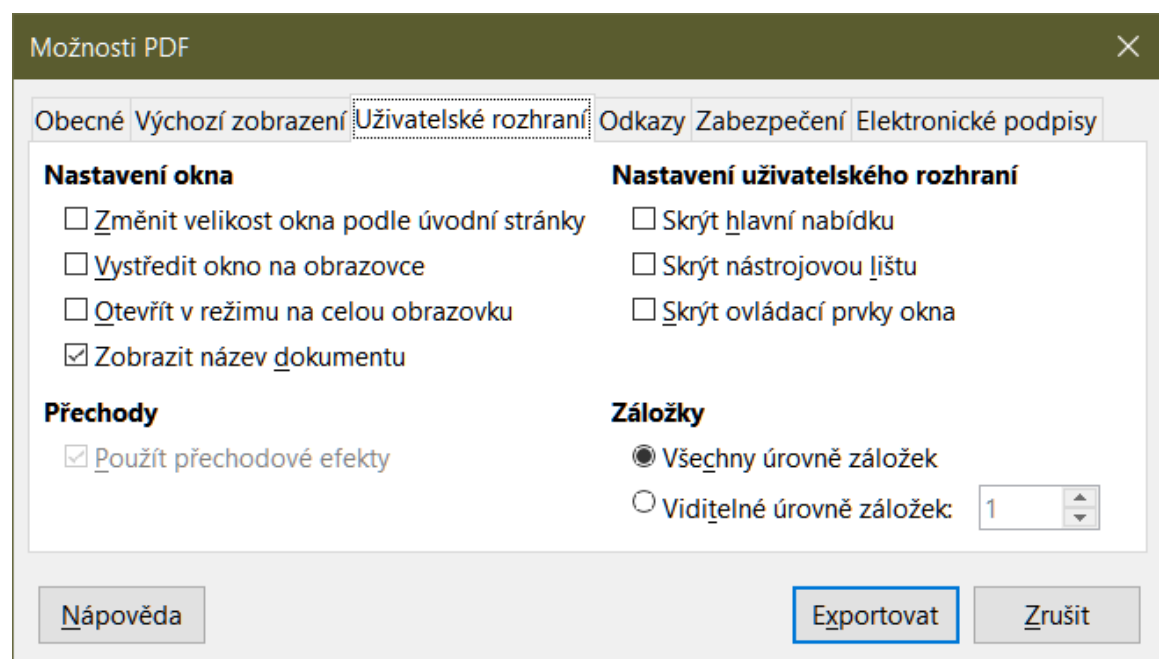 Možnosti PDF
Obecné Výchozí zobrazení Uživatelské rozhraní Odkazy Zabezpečení Elektronické podpisy
Nastavení okna
Změnit velikost okna podle úvodní stránky
Vystředit okno na obrazovce
Otevřít v režimu na celou obrazovku
Zobrazit název dokumentu
Nastavení uživatelského rozhraní
Skrýt hlavní nabídku
Skrýt nástrojovou lištu
Skrýt ovládací prvky okna
Přechody
Použít přechodové efekty
Záložky
Všechny úrovně záložek
Viditelné úrovně záložek: 1
Nápověda Exportovat Zrušit